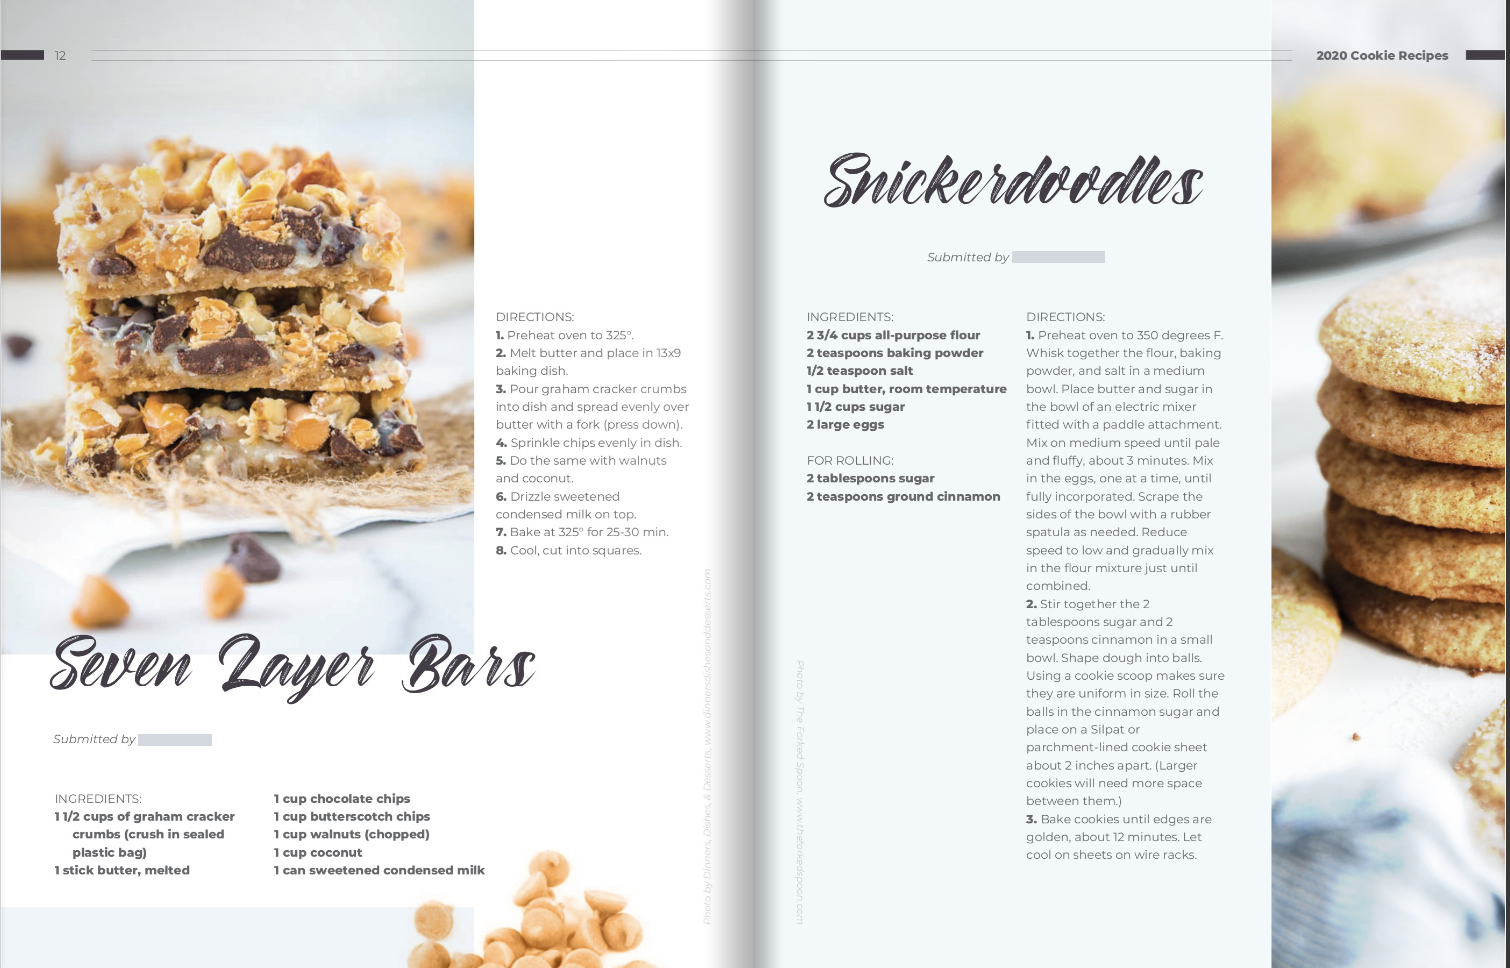 12
DIRECTIONS:
1. Preheat oven to 325°.
2. Melt butter and place in 13x9
baking dish.
3. Pour graham cracker crumbs
into dish and spread evenly over
butter with a fork (press down).
4. Sprinkle chips evenly in dish.
5. Do the same with walnuts
and coconut.
6. Drizzle sweetened
condensed milk on top.
7. Bake at 325° for 25-30 min.
8. Cool, cut into squares.
Seven Layer Bars
Submitted by
INGREDIENTS:
1 1/2 cups of graham cracker
crumbs (crush in sealed
plastic bag)
1 stick butter, melted
1 cup chocolate chips
1 cup butterscotch chips
1 cup walnuts (chopped)
1 cup coconut
1 can sweetened condensed milk
Photo by Dinners, Dishes, & Desserts, www.dinnersdishesanddesserts.com
2020 Cookie Recipes
Snickerdoodles
Submitted by
INGREDIENTS:
2 3/4 cups all-purpose flour
2 teaspoons baking powder
1/2 teaspoon salt
1 cup butter, room temperature
1 1/2 cups sugar
2 large eggs
FOR ROLLING:
2 tablespoons sugar
2 teaspoons ground cinnamon
DIRECTIONS:
1. Preheat oven to 350 degrees F.
Whisk together the flour, baking
powder, and salt in a medium
bowl. Place butter and sugar in
the bowl of an electric mixer
fitted with a paddle attachment.
Mix on medium speed until pale
and fluffy, about 3 minutes. Mix
in the eggs, one at a time, until
fully incorporated. Scrape the
sides of the bowl with a rubber
spatula as needed. Reduce
speed to low and gradually mix
in the flour mixture just until
combined.
2. Stir together the 2
tablespoons sugar and 2
teaspoons cinnamon in a small
bowl. Shape dough into balls.
Using a cookie scoop makes sure
they are uniform in size. Roll the
balls in the cinnamon sugar and
place on a Silpat or
parchment-lined cookie sheet
about 2 inches apart. (Larger
cookies will need more space
between them.)
3. Bake cookies until edges are
golden, about 12 minutes. Let
cool on sheets on wire racks.
Photo by The Forked Spoon, www.theforkedspoon.com